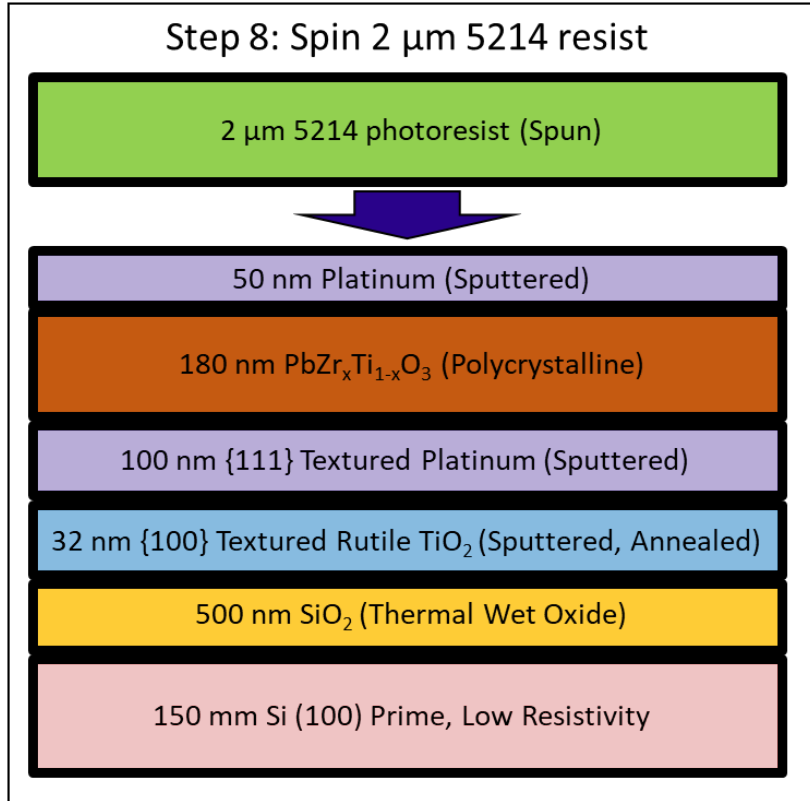 Step 8: Spin 2 µm 5214 resist
2 µm 5214 photoresist (Spun)
50 nm Platinum (Sputtered)
180 nm PbZrₓTi₁₋ₓO₃ (Polycrystalline)
100 nm {111} Textured Platinum (Sputtered)
32 nm {100} Textured Rutile TiO₂ (Sputtered, Annealed)
500 nm SiO₂ (Thermal Wet Oxide)
150 mm Si (100) Prime, Low Resistivity